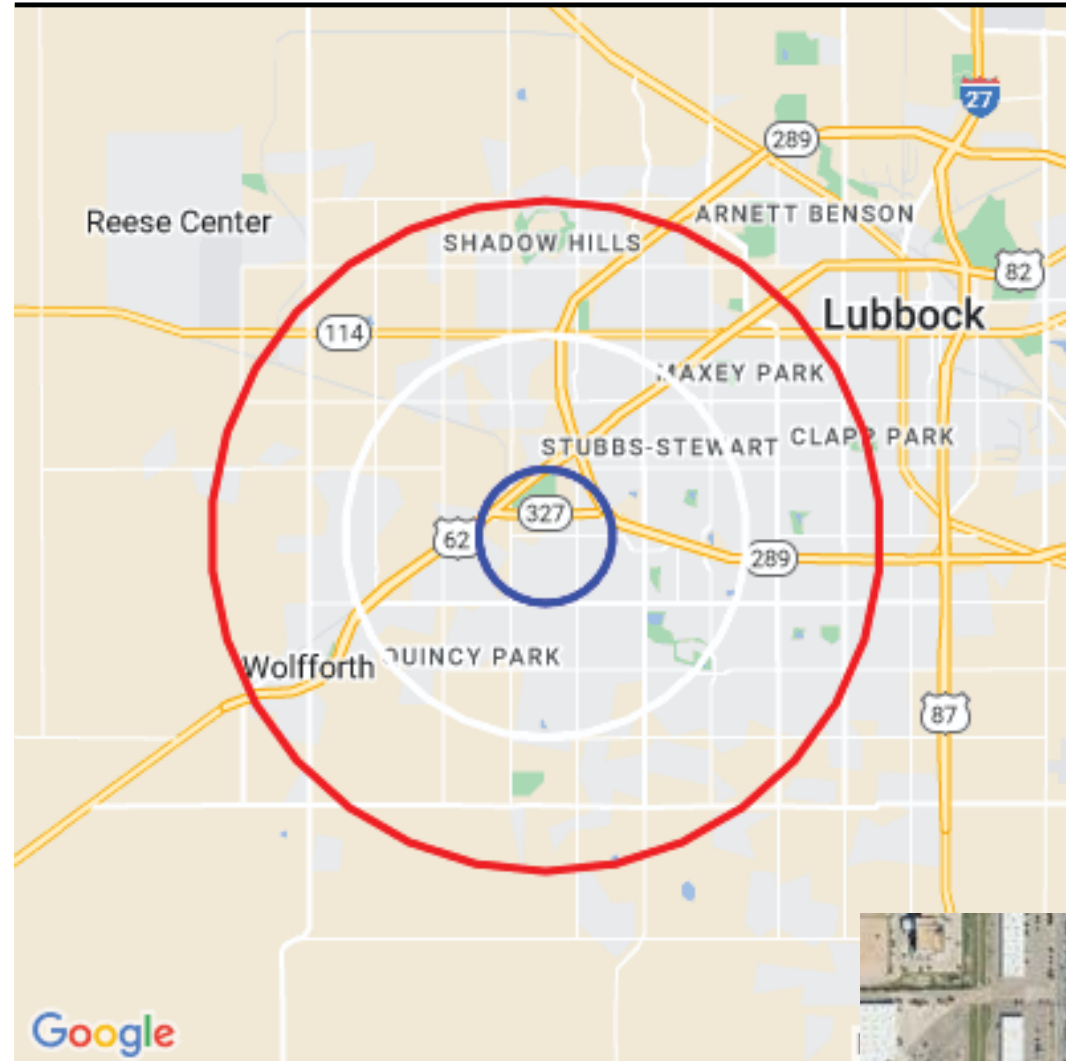 27
289
Reese Center
ARNETT BENSON
SHADOW HILLS
82
Lubbock
114
MAXEY PARK
STUBBS-STEWART
CLAPP PARK
327
62
289
QUINCY PARK
Wolfforth
87
Google